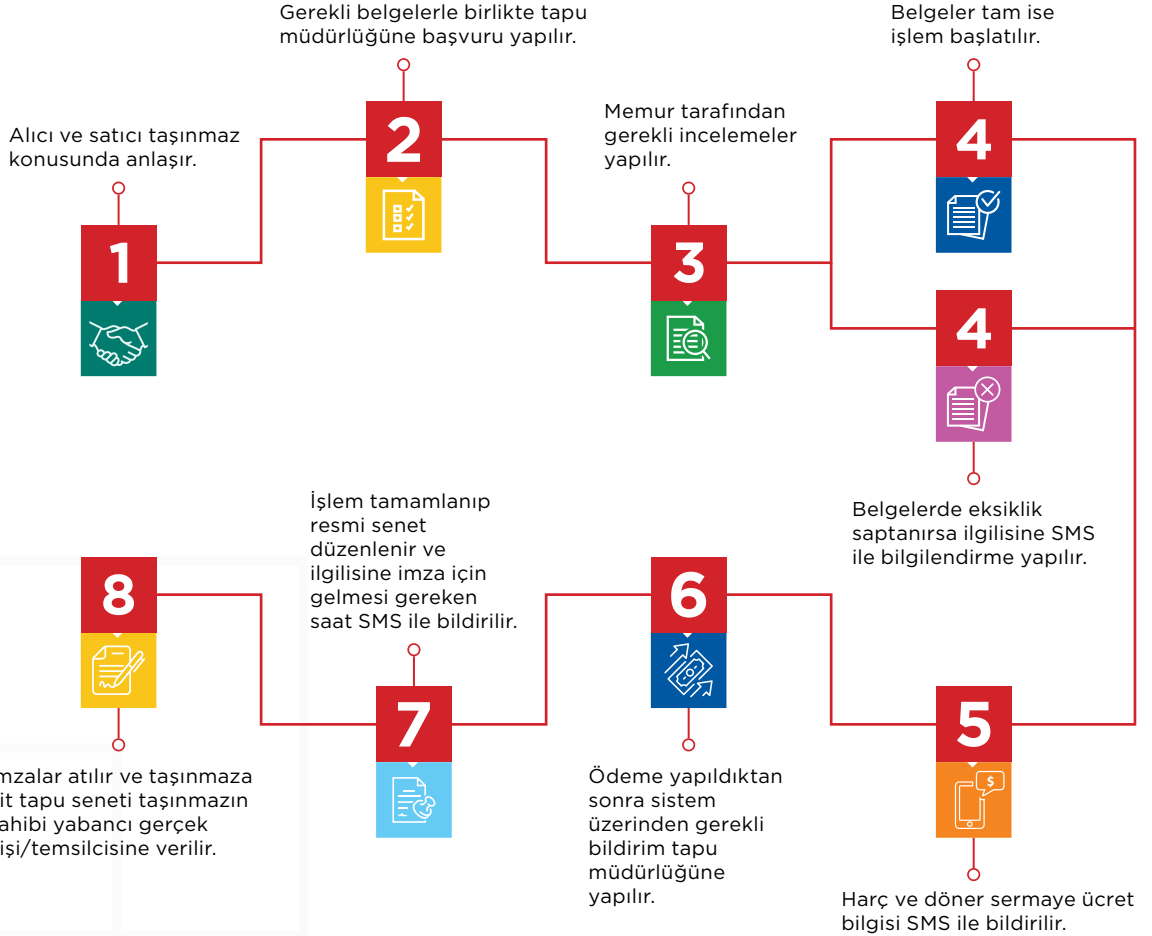 1
Alıcı ve satıcı taşınmaz
konusunda anlaşır.
2
Gerekli belgelerle birlikte tapu
müdürlüğüne başvuru yapılır.
3
Memur tarafından
gerekli incelemeler
yapılır.
4
Belgeler tam ise
işlem başlatılır.
4
Belgelerde eksiklik
saptanırsa ilgilisine SMS
ile bilgilendirme yapılır.
5
$
Harç ve döner sermaye ücret
bilgisi SMS ile bildirilir.
6
Ödeme yapıldıktan
sonra sistem
üzerinden gerekli
bildirim tapu
müdürlüğüne
yapılır.
7
İşlem tamamlanıp
resmi senet
düzenlenir ve
ilgilisine imza için
gelmesi gereken
saat SMS ile bildirilir.
8
mzalar atılır ve taşınmaza
it tapu seneti taşınmazın
ahibi yabancı gerçek
işi/temsilcisine verilir.